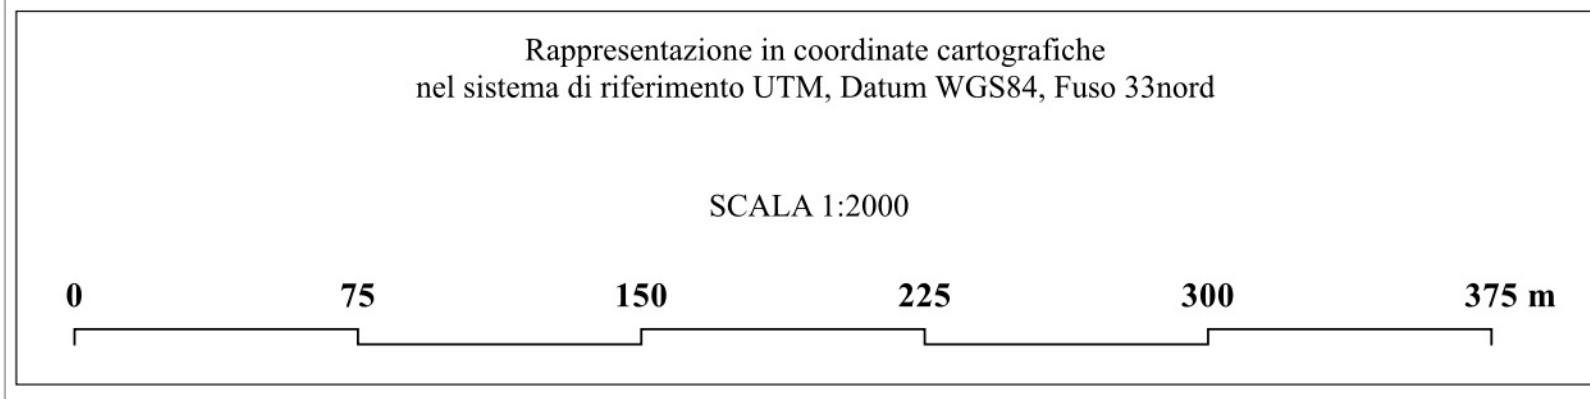 Rappresentazione in coordinate cartografiche
nel sistema di riferimento UTM, Datum WGS84, Fuso 33nord
SCALA 1:2000
0 75 150 225 300 375 m